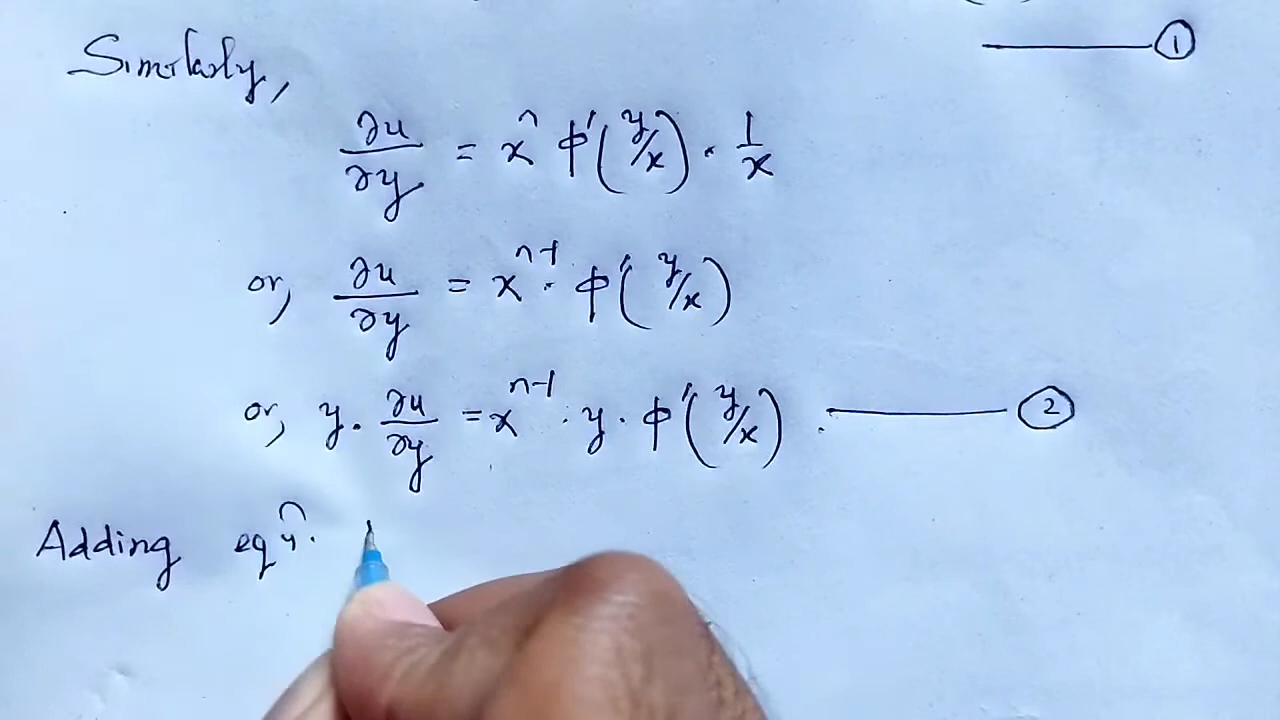 ——— ①
Similarly,
∂u/∂y = xⁿ ϕ'(y/x) · 1/x
or, ∂u/∂y = xⁿ⁻¹ · ϕ'(y/x)
or, y · ∂u/∂y = xⁿ⁻¹ · y · ϕ'(y/x) . ——— ②
Adding eqⁿ.